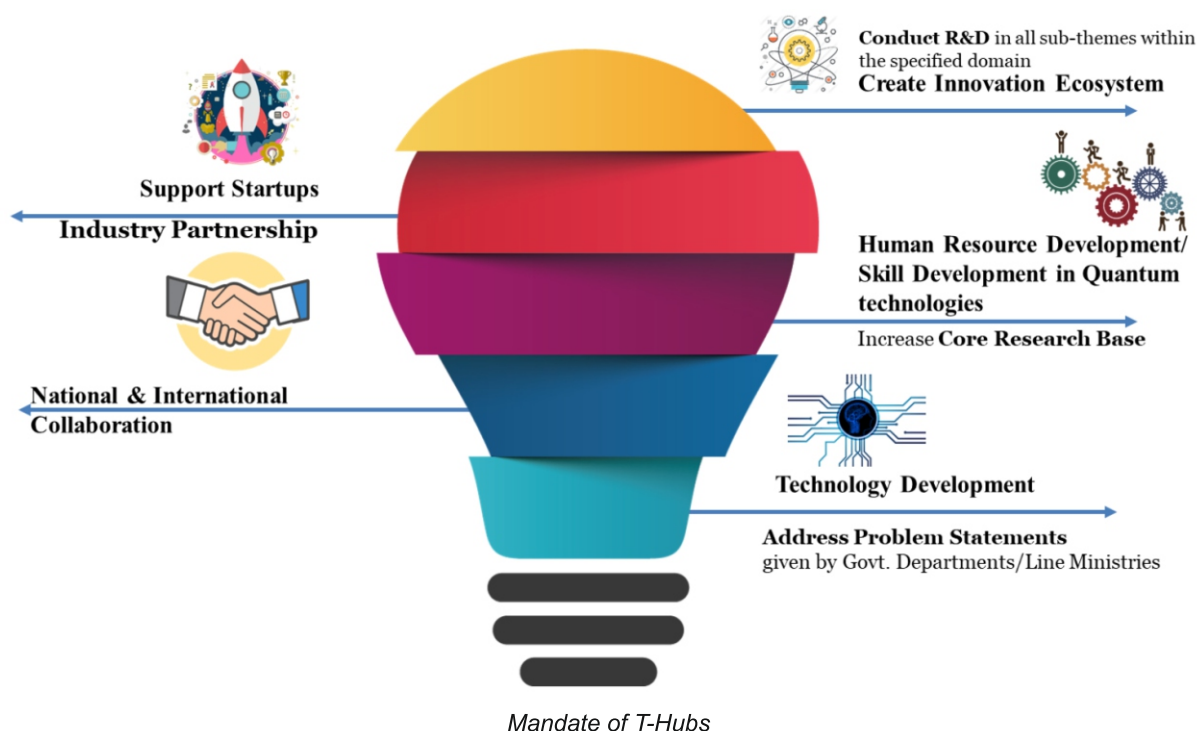 Conduct R&D in all sub-themes within
the specified domain
Create Innovation Ecosystem
Support Startups
Industry Partnership
Human Resource Development/
Skill Development in Quantum
technologies
Increase Core Research Base
National & International
Collaboration
Technology Development
Address Problem Statements
given by Govt. Departments/Line Ministries
Mandate of T-Hubs